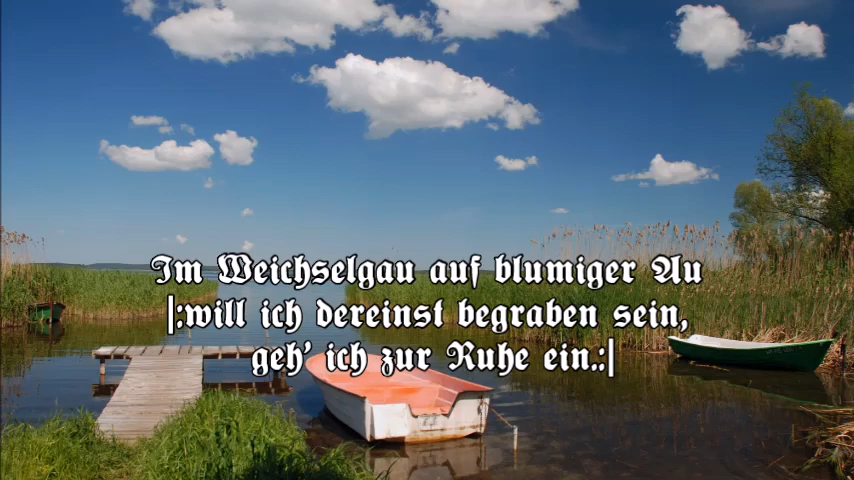 Im Weichselgau auf blumiger Au
|:will ich dereinst begraben sein,
geh' ich zur Ruhe ein.:|